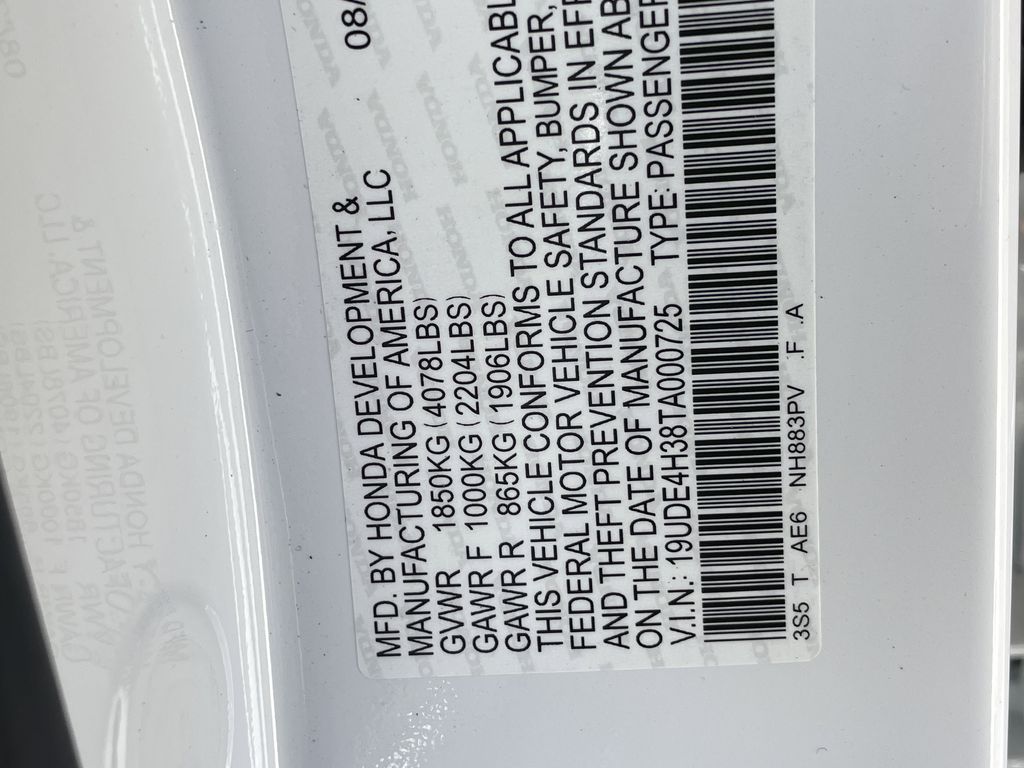 MFD. BY HONDA DEVELOPMENT &
MANUFACTURING OF AMERICA, LLC 08/
GVWR 1850KG (4078LBS)
GAWR F 1000KG (2204LBS)
GAWR R 865KG (1906LBS)
THIS VEHICLE CONFORMS TO ALL APPLICABL
FEDERAL MOTOR VEHICLE SAFETY, BUMPER,
AND THEFT PREVENTION STANDARDS IN EFF
ON THE DATE OF MANUFACTURE SHOWN AB
V.I.N.: 19UDE4H38TA000725 TYPE: PASSENGER
3S5 T AE6 NH883PV .F .A